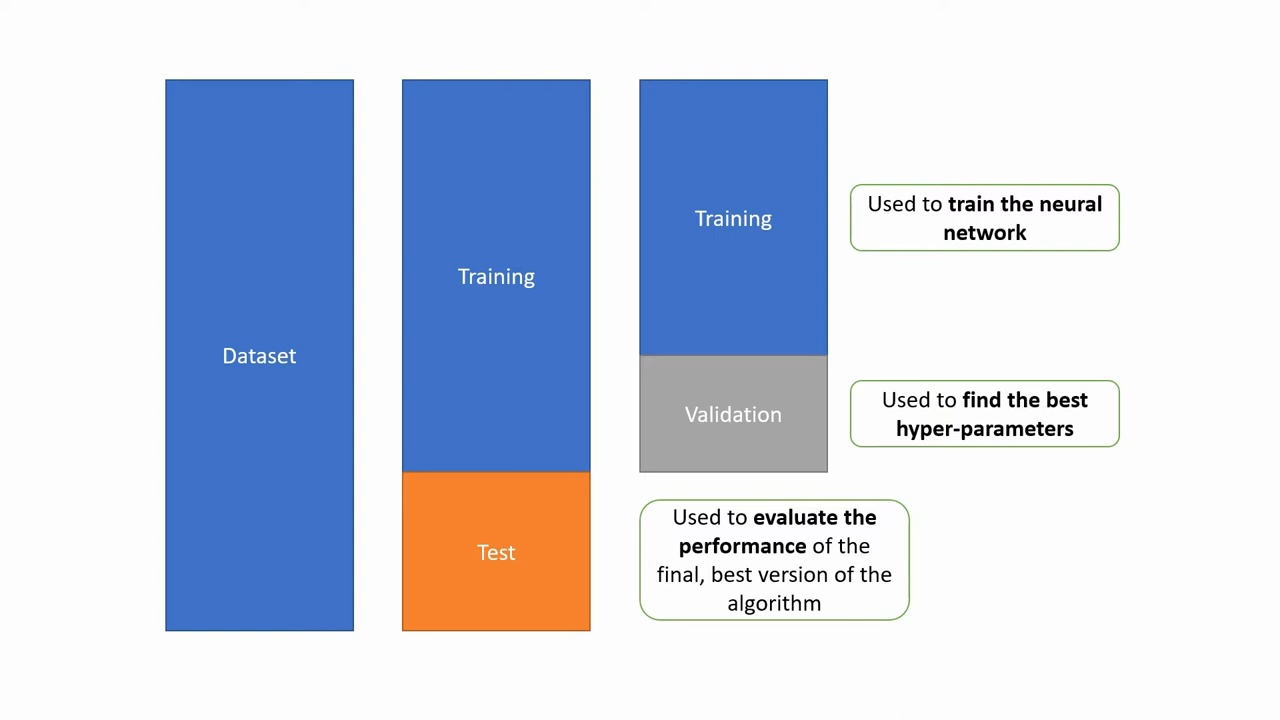 Dataset
Training
Test
Training
Used to train the neural
network
Validation
Used to find the best
hyper-parameters
Used to evaluate the
performance of the
final, best version of the
algorithm